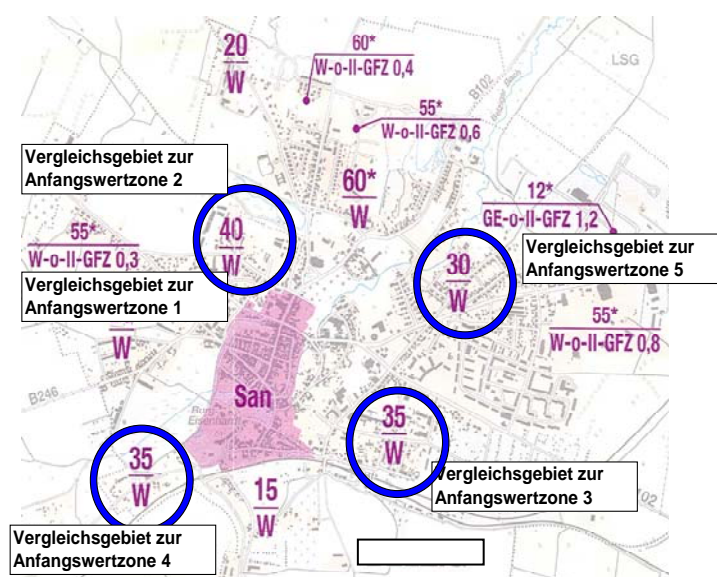 20
W
60*
W-o-II-GFZ 0,4
55*
W-o-II-GFZ 0,6
B102
LSG
Vergleichsgebiet zur
Anfangswertzone 2
60*
W
12*
GE-o-II-GFZ 1,2
40
W
55*
W-o-II-GFZ 0,3
Vergleichsgebiet zur
Anfangswertzone 5
30
W
Vergleichsgebiet zur
Anfangswertzone 1
W
55*
W-o-II-GFZ 0,8
San
B246
35
W
35
W
15
W
Vergleichsgebiet zur
Anfangswertzone 3
102
Vergleichsgebiet zur
Anfangswertzone 4